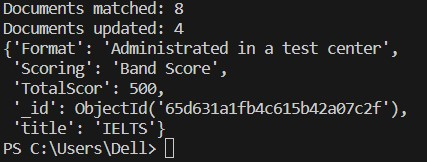 Documents matched: 8
Documents updated: 4
{'Format': 'Administrated in a test center',
 'Scoring': 'Band Score',
 'TotalScor': 500,
 '_id': ObjectId('65d631a1fb4c615b42a07c2f'),
 'title': 'IELTS'}
PS C:\Users\Dell>